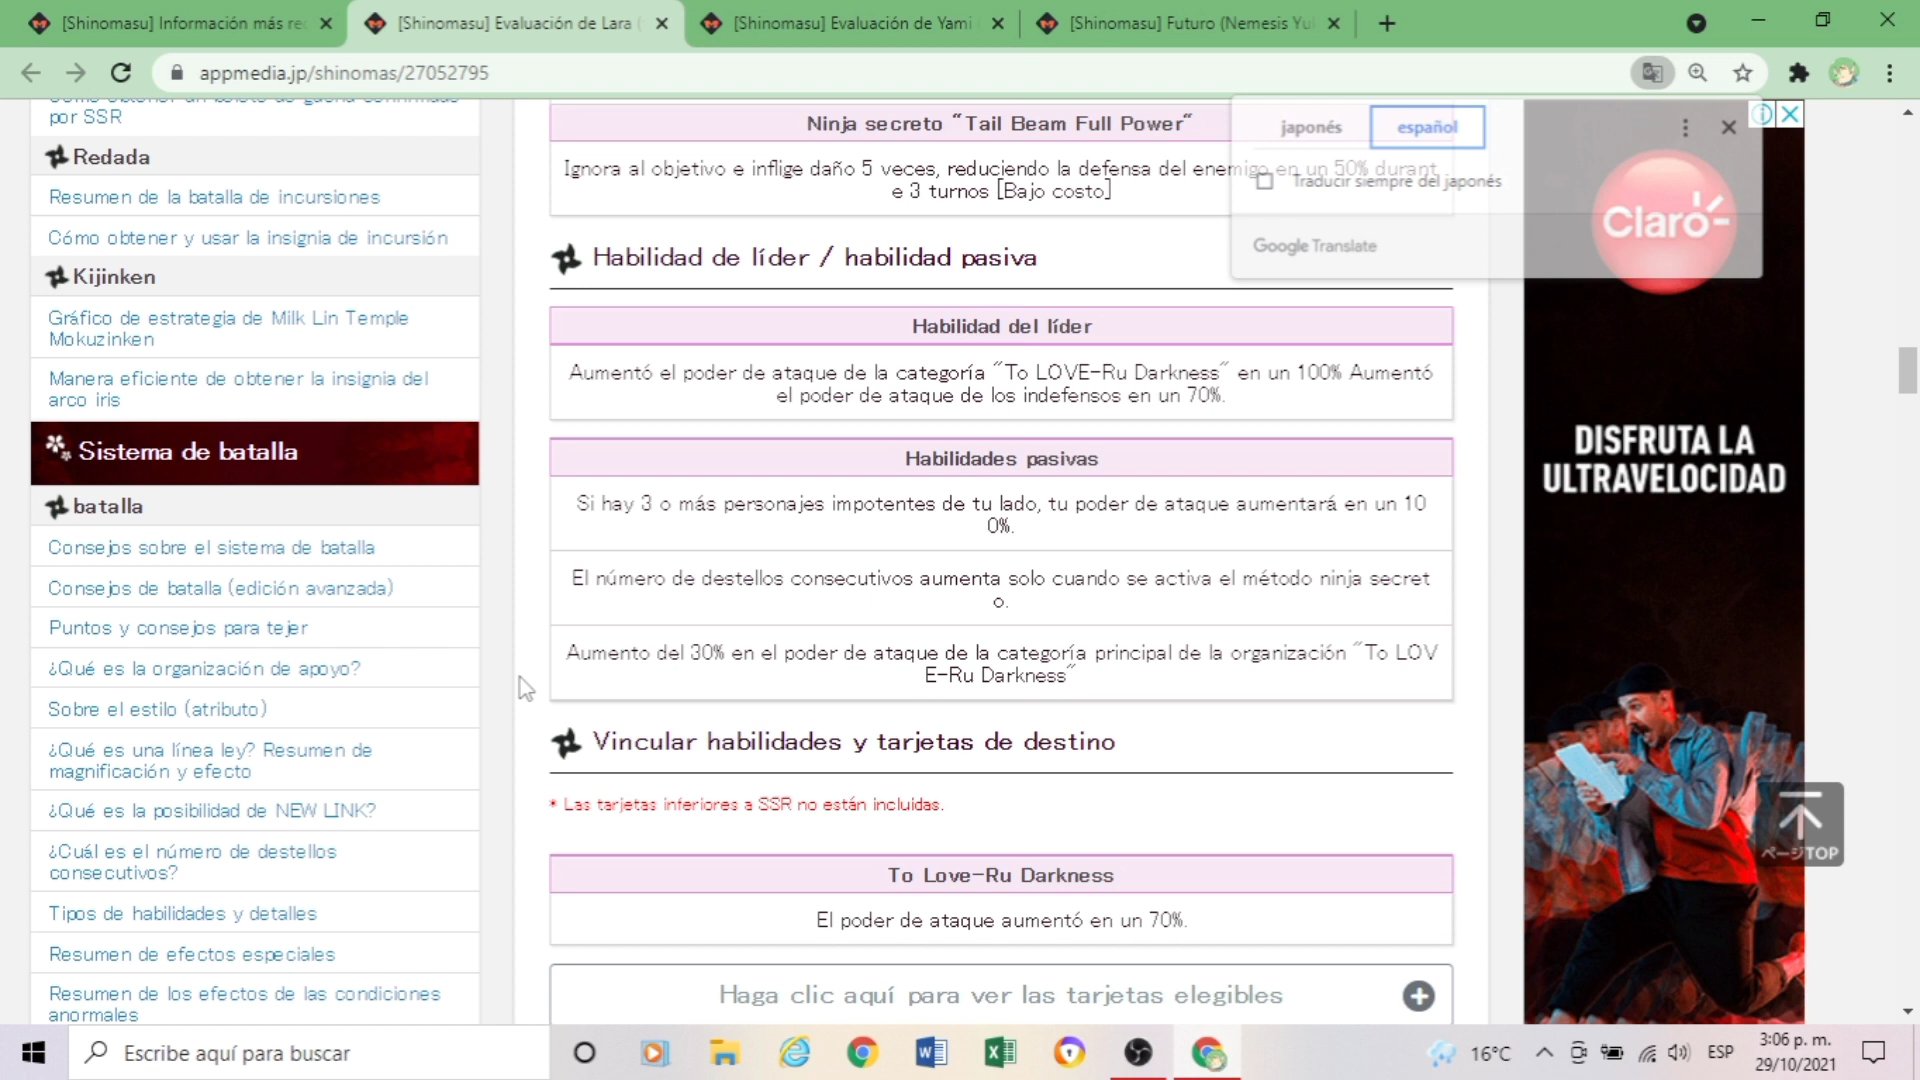 [Shinomasu] Información más re
[Shinomasu] Evaluación de Lara (
[Shinomasu] Evaluación de Yami
[Shinomasu] Futuro (Nemesis Yu
appmedia.jp/shinomas/27052795
por SSR
Redada
Resumen de la batalla de incursiones
Cómo obtener y usar la insignia de incursión
Kijinken
Gráfico de estrategia de Milk Lin Temple
Mokuzinken
Manera eficiente de obtener la insignia del
arco iris
Sistema de batalla
batalla
Consejos sobre el sistema de batalla
Consejos de batalla (edición avanzada)
Puntos y consejos para tejer
¿Qué es la organización de apoyo?
Sobre el estilo (atributo)
¿Qué es una línea ley? Resumen de
magnificación y efecto
¿Qué es la posibilidad de NEW LINK?
¿Cuál es el número de destellos
consecutivos?
Tipos de habilidades y detalles
Resumen de efectos especiales
Resumen de los efectos de las condiciones
anormales
Ninja secreto "Tail Beam Full Power"
Ignora al objetivo e inflige daño 5 veces, reduciendo la defensa del enemigo en un 50% durant
e 3 turnos [Bajo costo]
Habilidad de líder / habilidad pasiva
Habilidad del líder
Aumentó el poder de ataque de la categoría "To LOVE-Ru Darkness" en un 100% Aumentó
el poder de ataque de los indefensos en un 70%.
Habilidades pasivas
Si hay 3 o más personajes impotentes de tu lado, tu poder de ataque aumentará en un 10
0%.
El número de destellos consecutivos aumenta solo cuando se activa el método ninja secret
o.
Aumento del 30% en el poder de ataque de la categoría principal de la organización "To LOV
E-Ru Darkness"
Vincular habilidades y tarjetas de destino
* Las tarjetas inferiores a SSR no están incluidas.
To Love-Ru Darkness
El poder de ataque aumentó en un 70%.
Haga clic aquí para ver las tarjetas elegibles
japonés
español
Traducir siempre del japonés
Google Translate
Claro
DISFRUTA LA
ULTRAVELOCIDAD
ページTOP
Escribe aquí para buscar
16°C
ESP
3:06 p. m.
29/10/2021